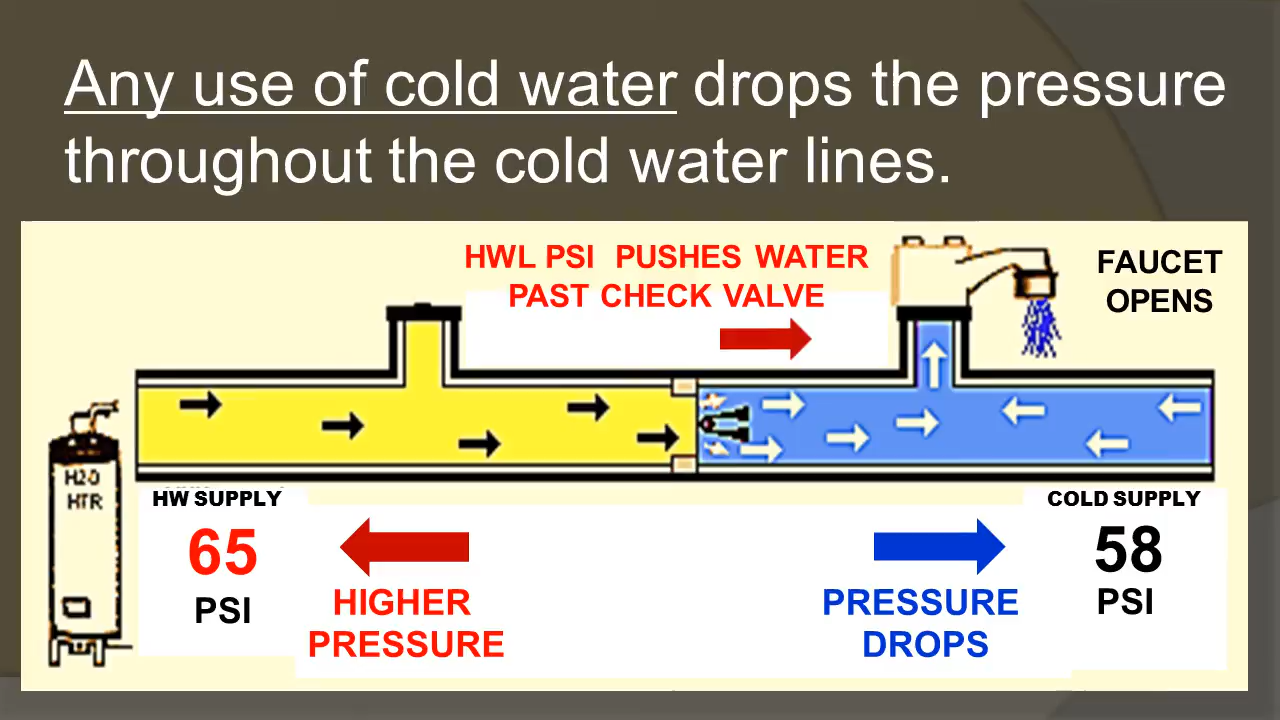 Any use of cold water drops the pressure
throughout the cold water lines.
HWL PSI PUSHES WATER
PAST CHECK VALVE
FAUCET
OPENS
H2O
HTR
HW SUPPLY
65
PSI
HIGHER
PRESSURE
PRESSURE
DROPS
COLD SUPPLY
58
PSI